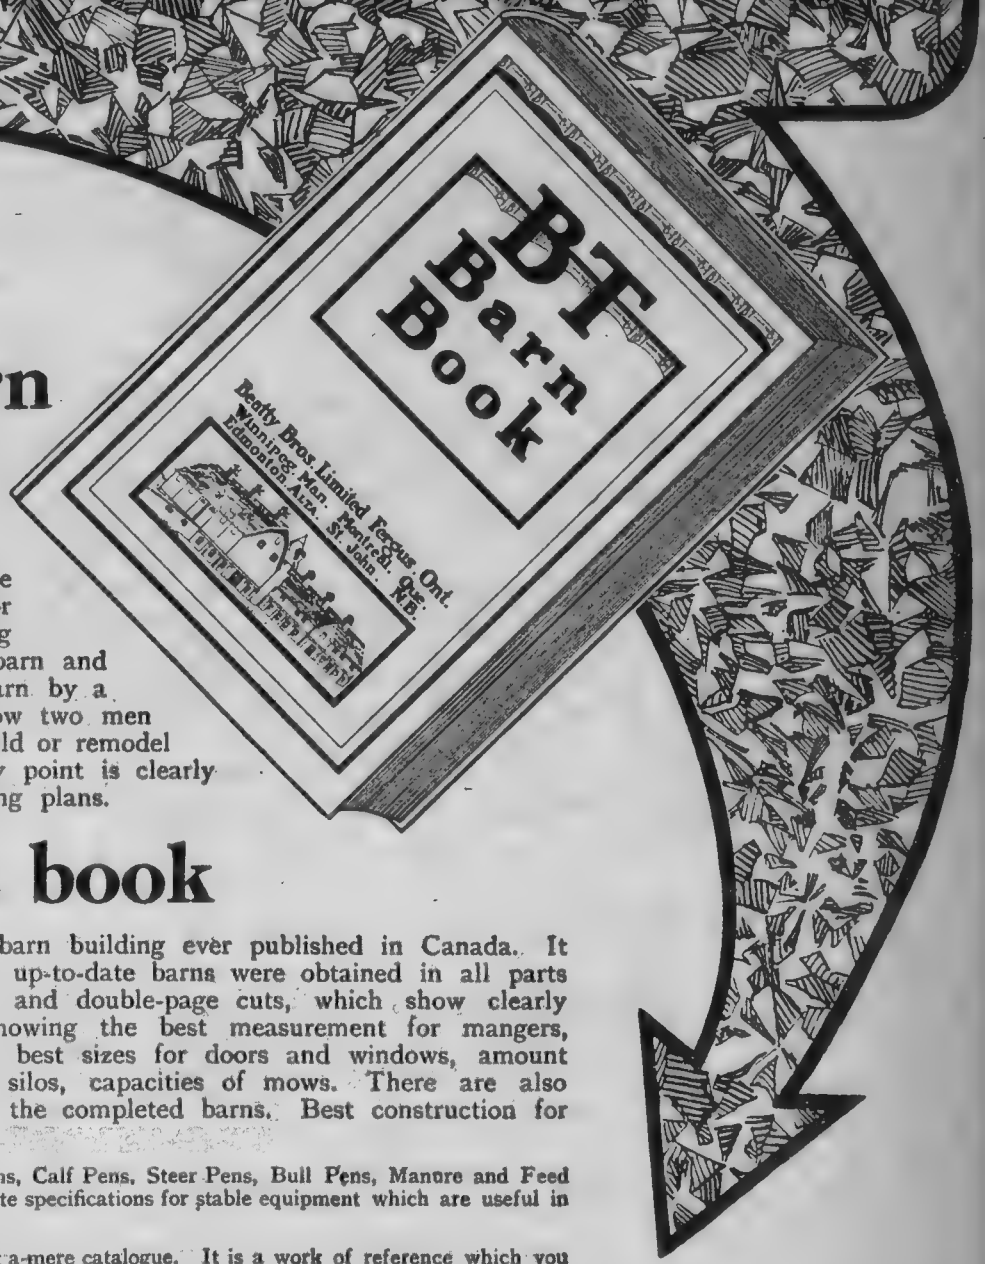 BT
Barn
Book
Beatty Bros. Limited Fergus Ont.
Winnipeg. Man. Montreal. Que.
Edmonton. Alta. St. John. N.B.
rn
e
r
g
barn and
arn by a
ow two men
ld or remodel
y point is clearly
ng plans.
book
barn building ever published in Canada. It
up-to-date barns were obtained in all parts
and double-page cuts, which show clearly
howing the best measurement for mangers,
best sizes for doors and windows, amount
silos, capacities of mows. There are also
the completed barns. Best construction for
ns, Calf Pens, Steer Pens, Bull Pens, Manure and Feed
te specifications for stable equipment which are useful in
a mere catalogue. It is a work of reference which you